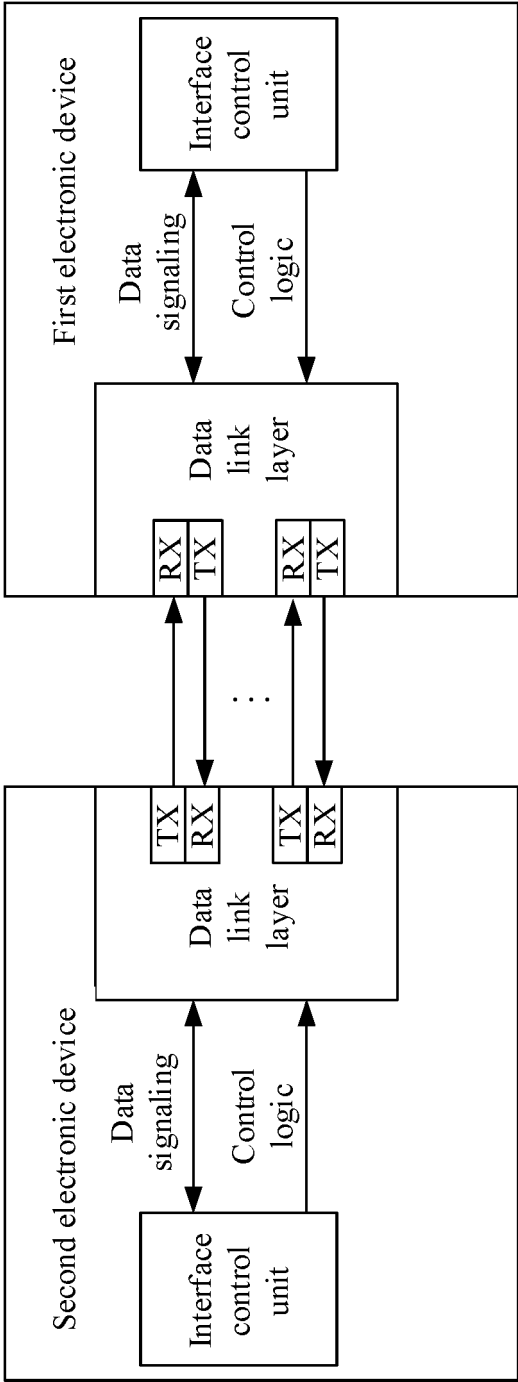 Second electronic device
Interface
control
unit
Data
signaling
Control
logic
Data
link
layer
TX
RX
TX
RX
. . .
First electronic device
RX
TX
RX
TX
Data
link
layer
Data
signaling
Control
logic
Interface
control
unit